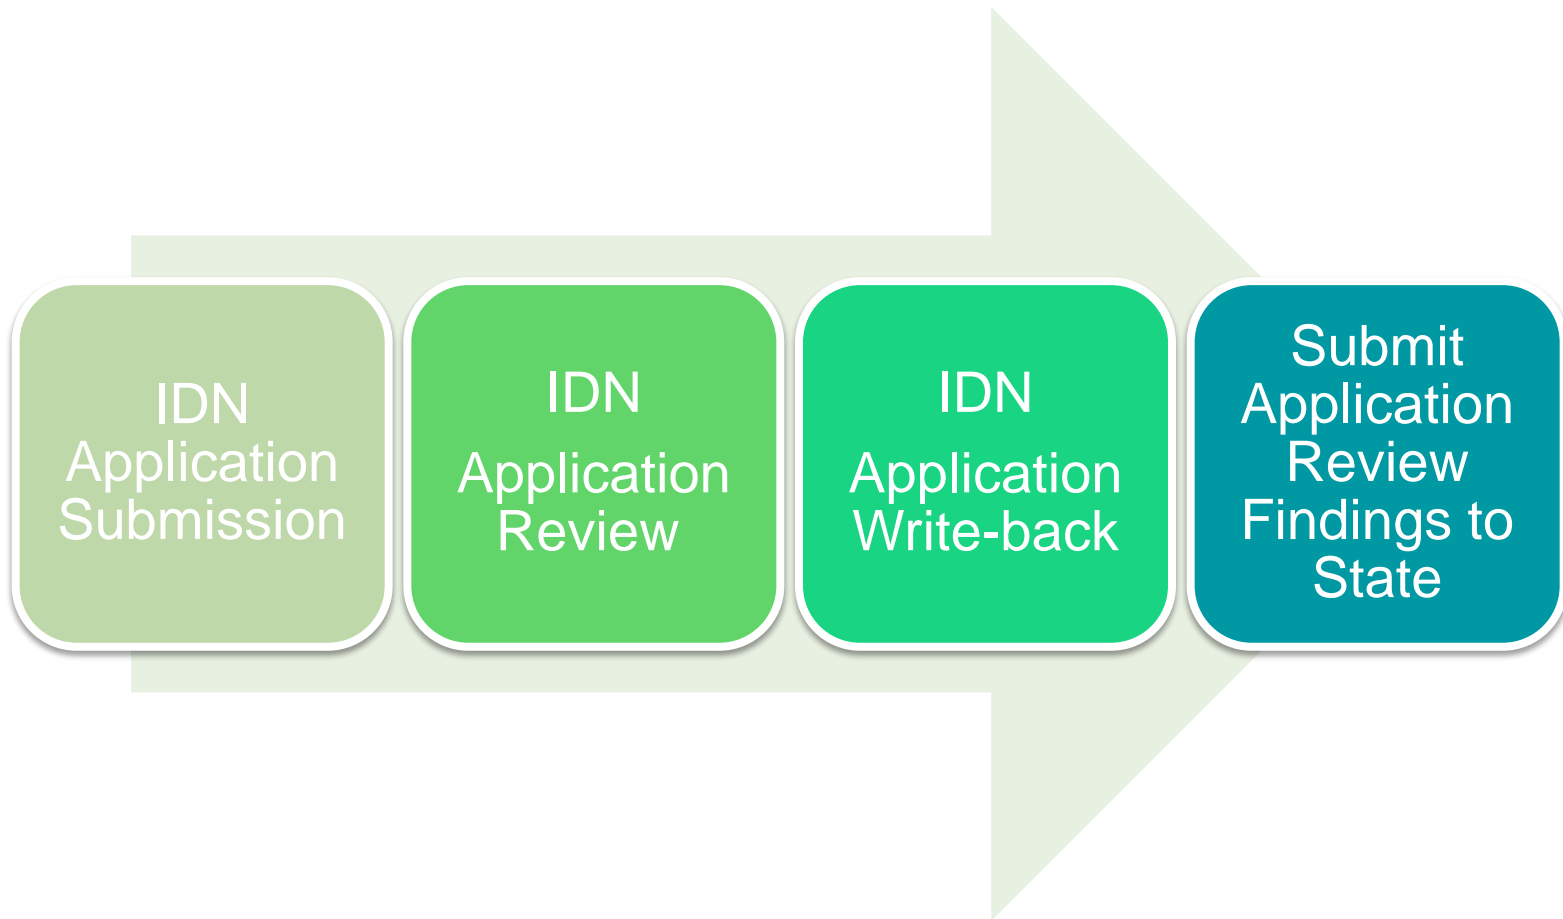 IDN
Application
Submission
IDN
Application
Review
IDN
Application
Write-back
Submit
Application
Review
Findings to
State